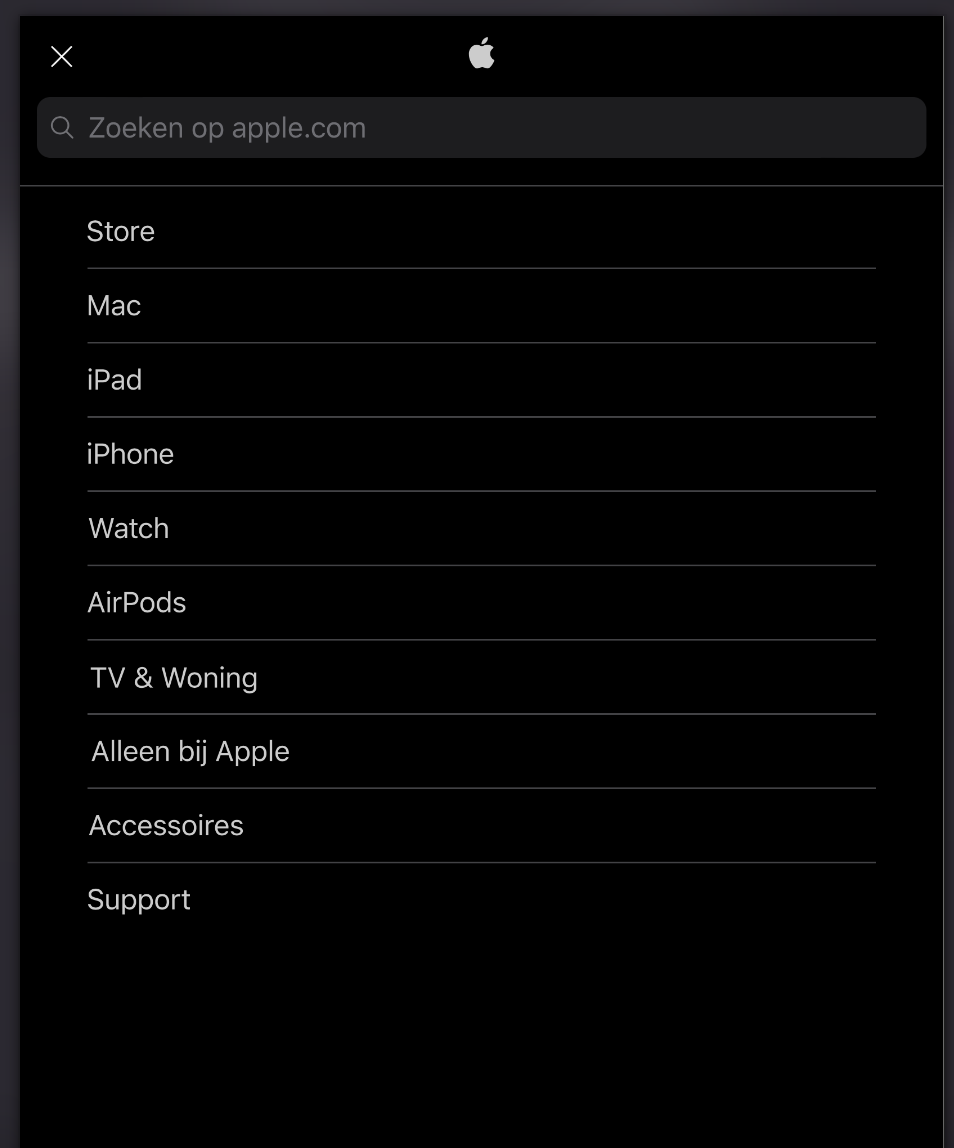 Zoeken op apple.com
Store
Mac
iPad
iPhone
Watch
AirPods
TV & Woning
Alleen bij Apple
Accessoires
Support